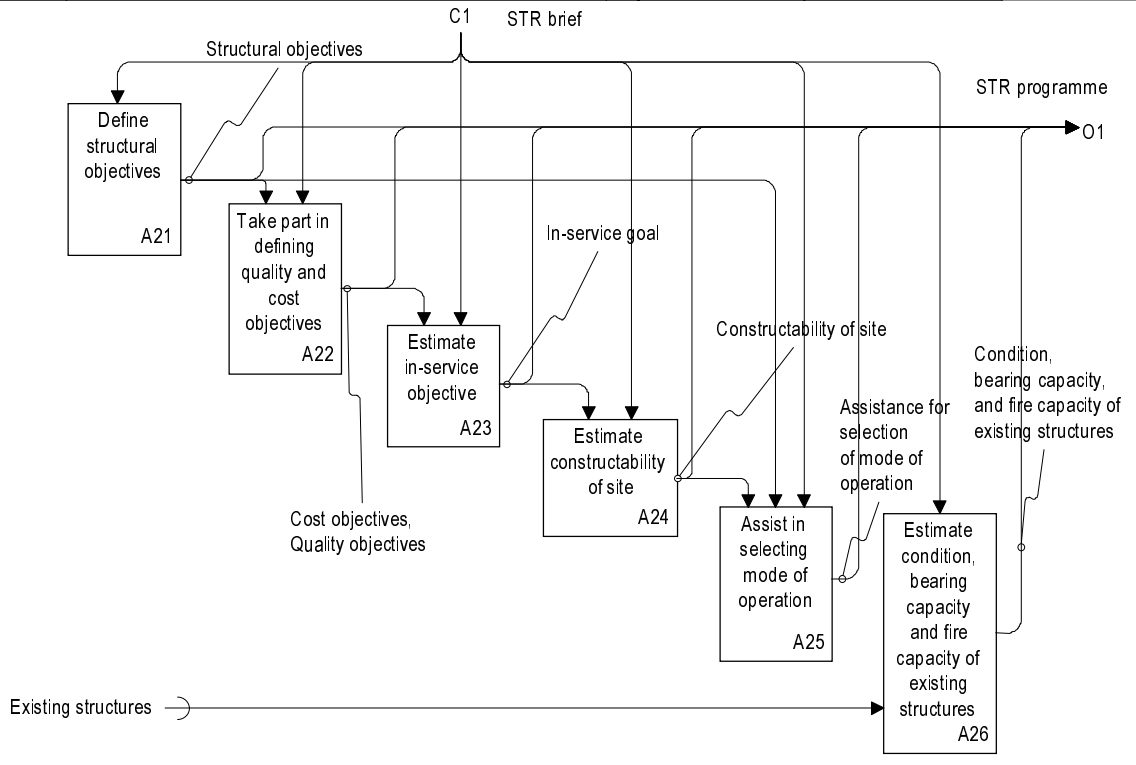 C1 STR brief
Structural objectives
STR programme
O1
Define
structural
objectives
A21
Take part in
defining
quality and
cost
objectives
A22
In-service goal
Estimate
in-service
objective
A23
Constructability of site
Estimate
constructability
of site
A24
Condition,
bearing capacity,
and fire capacity of
existing structures
Assistance for
selection
of mode of
operation
Cost objectives,
Quality objectives
Assist in
selecting
mode of
operation
A25
Estimate
condition,
bearing
capacity
and fire
capacity of
existing
structures
A26
Existing structures